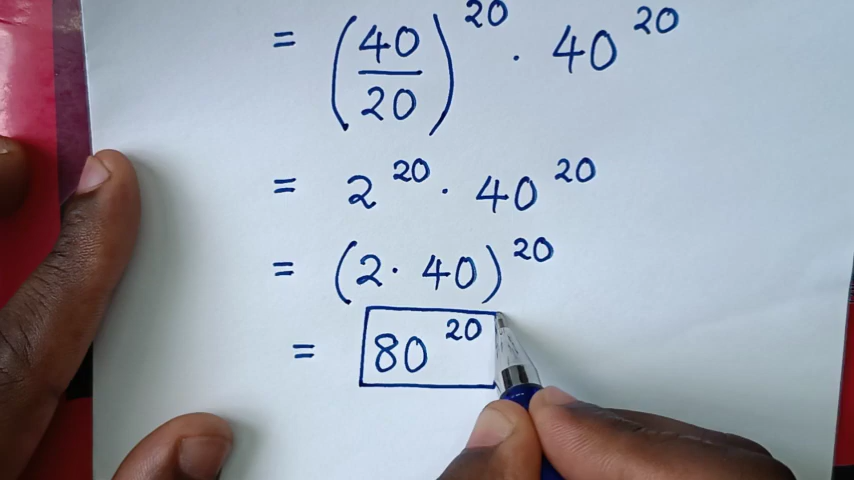 = (40/20)^20 · 40^20
= 2^20 · 40^20
= (2 · 40)^20
= 80^20